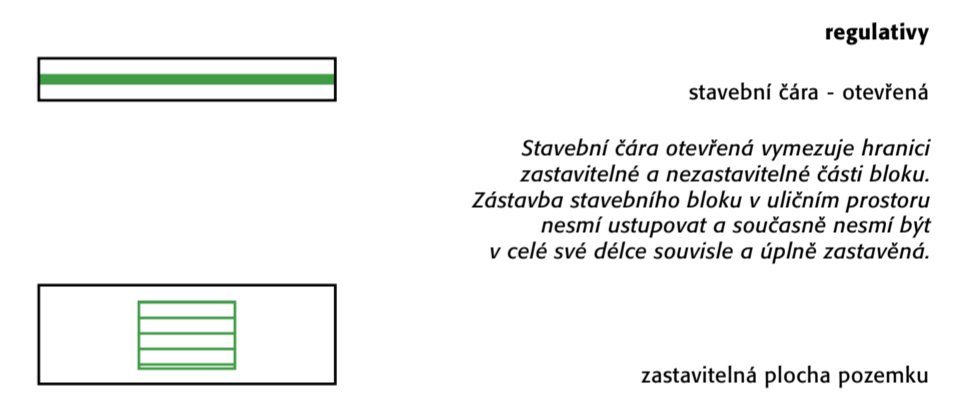 regulativy
stavební čára - otevřená
Stavební čára otevřená vymezuje hranici
zastavitelné a nezastavitelné části bloku.
Zástavba stavebního bloku v uličním prostoru
nesmí ustupovat a současně nesmí být
v celé své délce souvisle a úplně zastavěná.
zastavitelná plocha pozemku